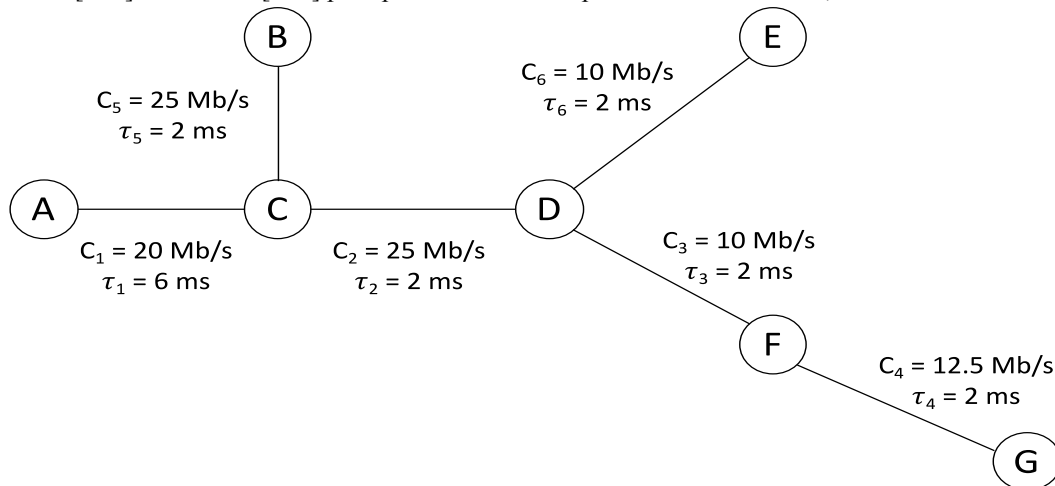 B
E
C₆ = 10 Mb/s
τ₆ = 2 ms
C₅ = 25 Mb/s
τ₅ = 2 ms
A
C
D
C₁ = 20 Mb/s
τ₁ = 6 ms
C₂ = 25 Mb/s
τ₂ = 2 ms
C₃ = 10 Mb/s
τ₃ = 2 ms
F
C₄ = 12.5 Mb/s
τ₄ = 2 ms
G